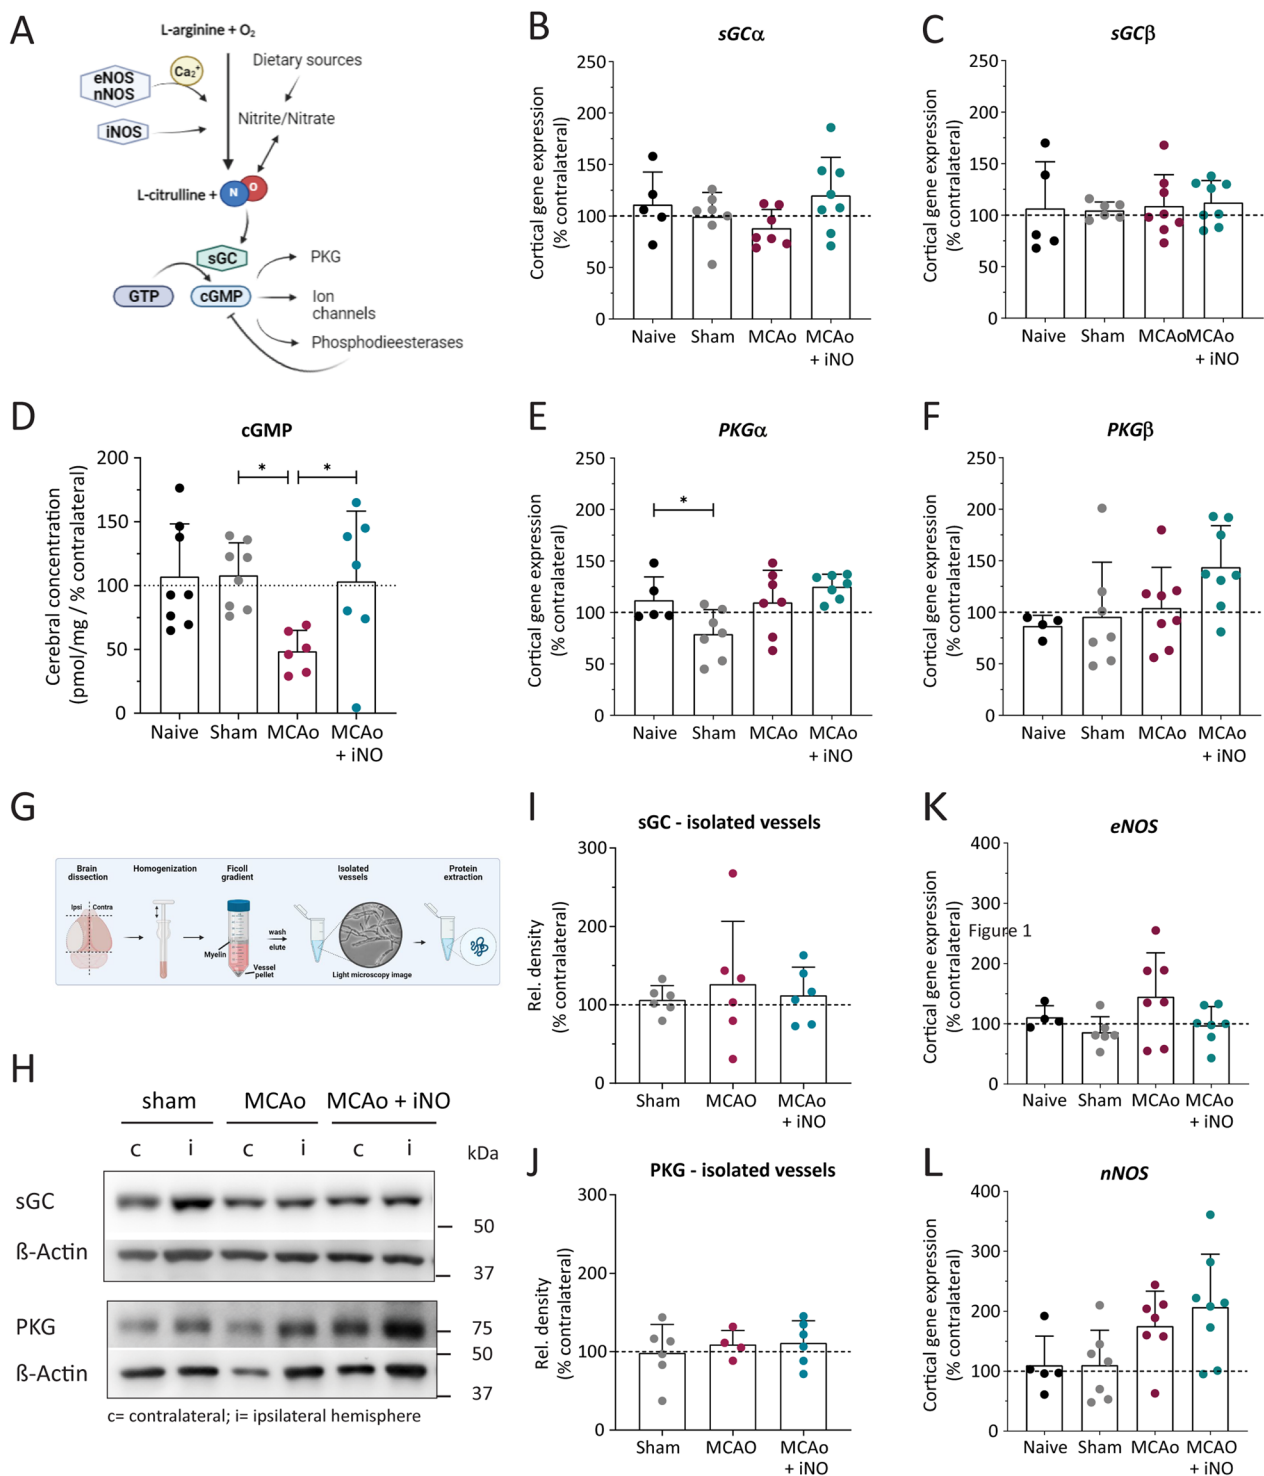 A
L-arginine + O₂
Dietary sources
eNOS
nNOS
Ca₂⁺
iNOS
Nitrite/Nitrate
L-citrulline +
N
O
sGC
PKG
GTP
cGMP
Ion
channels
Phosphodieesterases
B
sGCα
Cortical gene expression
(% contralateral)
250
200
150
100
50
0
Naive
Sham
MCAo
MCAo
+ iNO
C
sGCβ
Cortical gene expression
(% contralateral)
250
200
150
100
50
0
Naive
Sham
MCAo
MCAo
+ iNO
D
cGMP
Cerebral concentration
(pmol/mg / % contralateral)
200
150
100
50
0
*
*
Naive
Sham
MCAo
MCAo
+ iNO
E
PKGα
Cortical gene expression
(% contralateral)
250
200
150
100
50
0
*
Naive
Sham
MCAo
MCAo
+ iNO
F
PKGβ
Cortical gene expression
(% contralateral)
250
200
150
100
50
0
Naive
Sham
MCAo
MCAo
+ iNO
G
Brain
dissection
Homogenization
Ficoll
gradient
Isolated
vessels
Protein
extraction
Ipsi
Contra
Myelin
Vessel
pellet
wash
elute
Light microscopy image
H
sham
MCAo
MCAo + iNO
c
i
c
i
c
i
kDa
sGC
50
ß-Actin
37
PKG
75
50
ß-Actin
37
c= contralateral; i= ipsilateral hemisphere
I
sGC - isolated vessels
Rel. density
(% contralateral)
300
200
100
0
Sham
MCAO
MCAo
+ iNO
J
PKG - isolated vessels
Rel. density
(% contralateral)
300
200
100
0
Sham
MCAO
MCAo
+ iNO
K
eNOS
Cortical gene expression
(% contralateral)
400
300
200
100
0
Figure 1
Naive
Sham
MCAo
MCAo
+ iNO
L
nNOS
Cortical gene expression
(% contralateral)
400
300
200
100
0
Naive
Sham
MCAo
MCAO
+ iNO